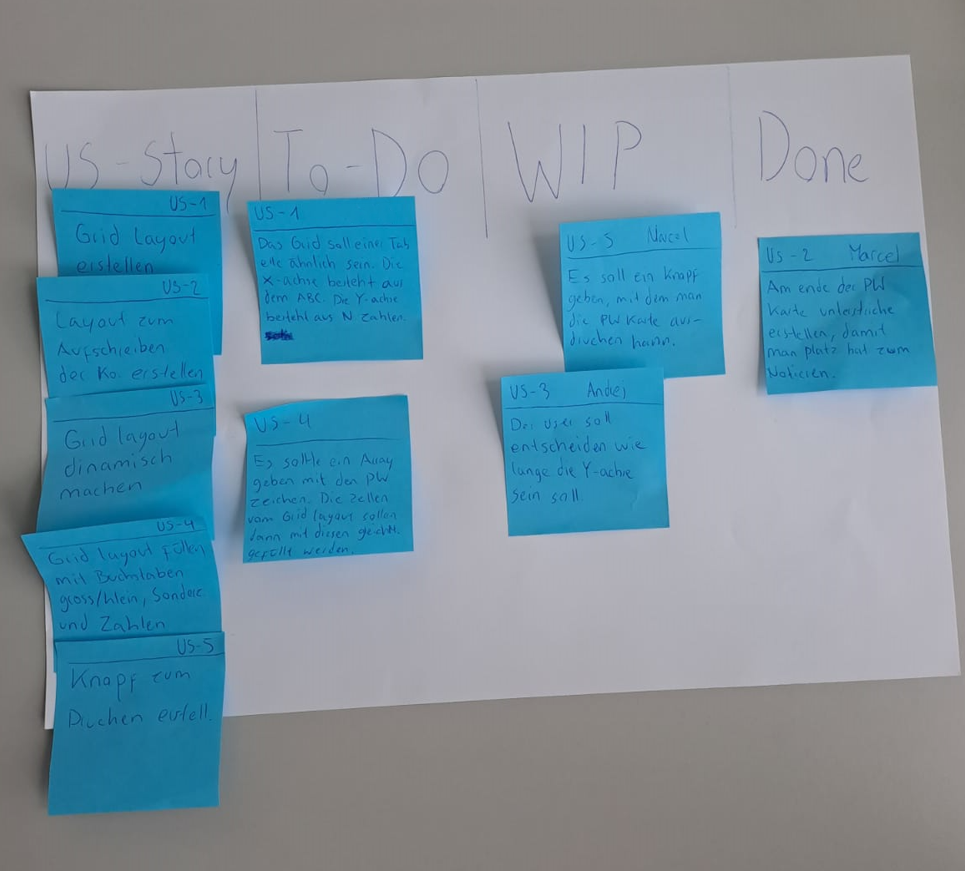 US-Story
To-Do
WIP
Done
US-1
Grid Layout
erstellen
US-2
Layout zum
Aufschreiben
der Ko. erstellen
US-3
Grid layout
dinamisch
machen
US-4
Grid layout füllen
mit Buchstaben
gross/klein, Sonderz.
und Zahlen
US-5
Knopf zum
Drucken erstell.
US-1
Das Grid soll einer Tab
elle ähnlich sein. Die
X-achse besteht aus
dem ABC. Die Y-achse
besteht aus N Zahlen
US-4
Es sollte ein Array
geben mit den PW
zeichen. Die Zellen
vom Grid layout sollen
dann mit diesen
gefüllt werden.
US-5 Marcel
Es soll ein Knopf
geben, mit dem man
die PW Karte aus-
drucken kann.
US-3 Andrej
Der User soll
entscheiden wie
lange die Y-achse
sein soll.
US-2 Marcel
Am ende der PW
Karte unterstriche
erstellen, damit
man platz hat zum
Notieren.